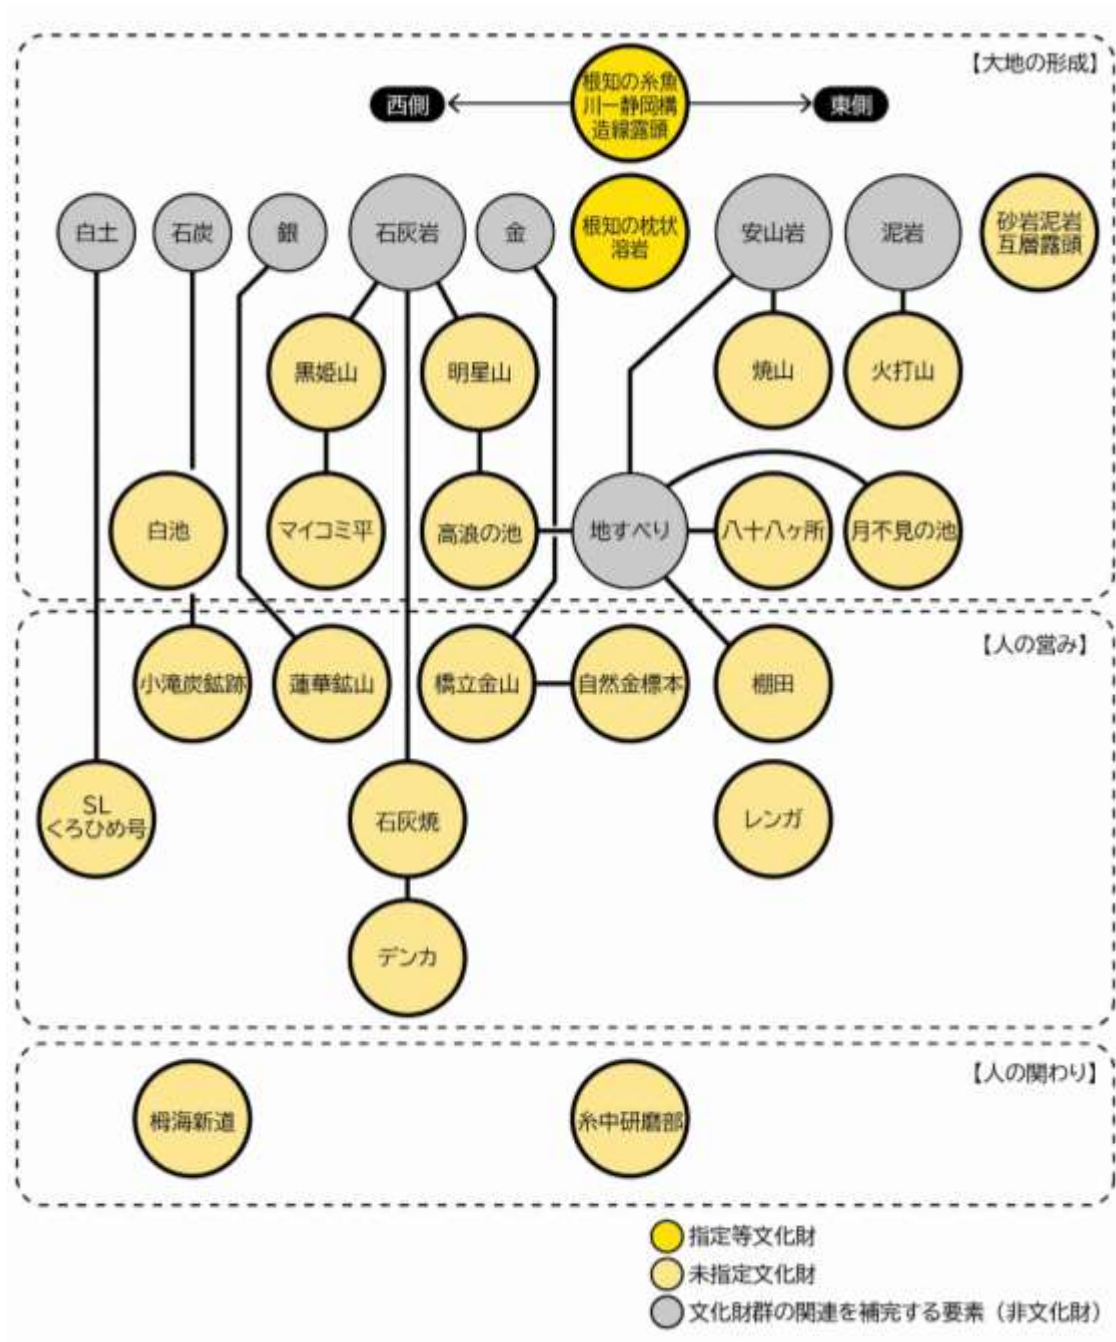 【大地の形成】
根知の糸魚
川ー静岡構
造線露頭
西側
東側
白土
石炭
銀
石灰岩
金
根知の枕状
溶岩
安山岩
泥岩
砂岩泥岩
互層露頭
黒姫山
明星山
焼山
火打山
白池
マイコミ平
高浪の池
地すべり
八十八ヶ所
月不見の池
【人の営み】
小滝炭鉱跡
蓮華鉱山
橋立金山
自然金標本
棚田
SL
くろひめ号
石灰焼
レンガ
デンカ
【人の関わり】
栂海新道
糸中研磨部
指定等文化財
未指定文化財
文化財群の関連を補完する要素（非文化財）